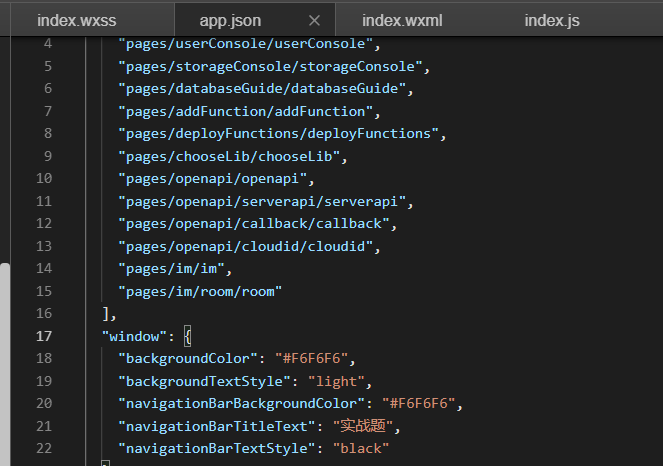 index.wxss app.json × index.wxml index.js
4 "pages/userConsole/userConsole",
5 "pages/storageConsole/storageConsole",
6 "pages/databaseGuide/databaseGuide",
7 "pages/addFunction/addFunction",
8 "pages/deployFunctions/deployFunctions",
9 "pages/chooseLib/chooseLib",
10 "pages/openapi/openapi",
11 "pages/openapi/serverapi/serverapi",
12 "pages/openapi/callback/callback",
13 "pages/openapi/cloudid/cloudid",
14 "pages/im/im",
15 "pages/im/room/room"
16 ],
17 "window": {
18 "backgroundColor": "#F6F6F6",
19 "backgroundTextStyle": "light",
20 "navigationBarBackgroundColor": "#F6F6F6",
21 "navigationBarTitleText": "实战题",
22 "navigationBarTextStyle": "black"